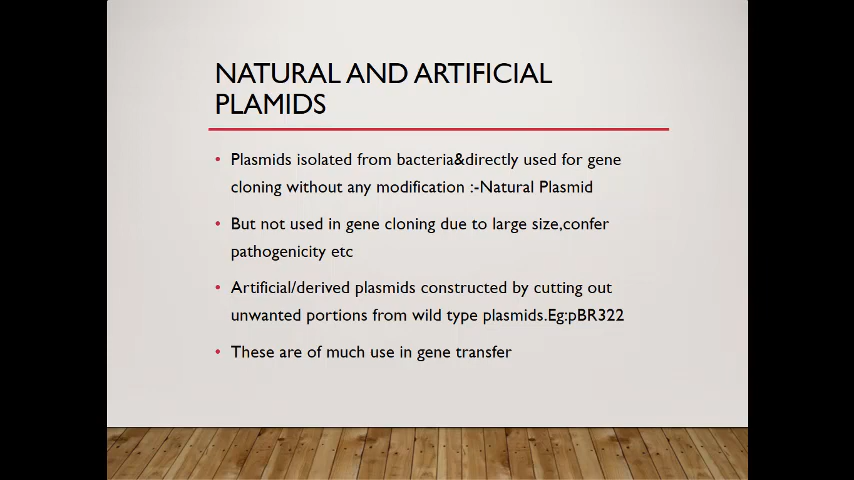 NATURAL AND ARTIFICIAL
PLAMIDS
• Plasmids isolated from bacteria&directly used for gene
cloning without any modification :-Natural Plasmid
• But not used in gene cloning due to large size,confer
pathogenicity etc
• Artificial/derived plasmids constructed by cutting out
unwanted portions from wild type plasmids.Eg:pBR322
• These are of much use in gene transfer